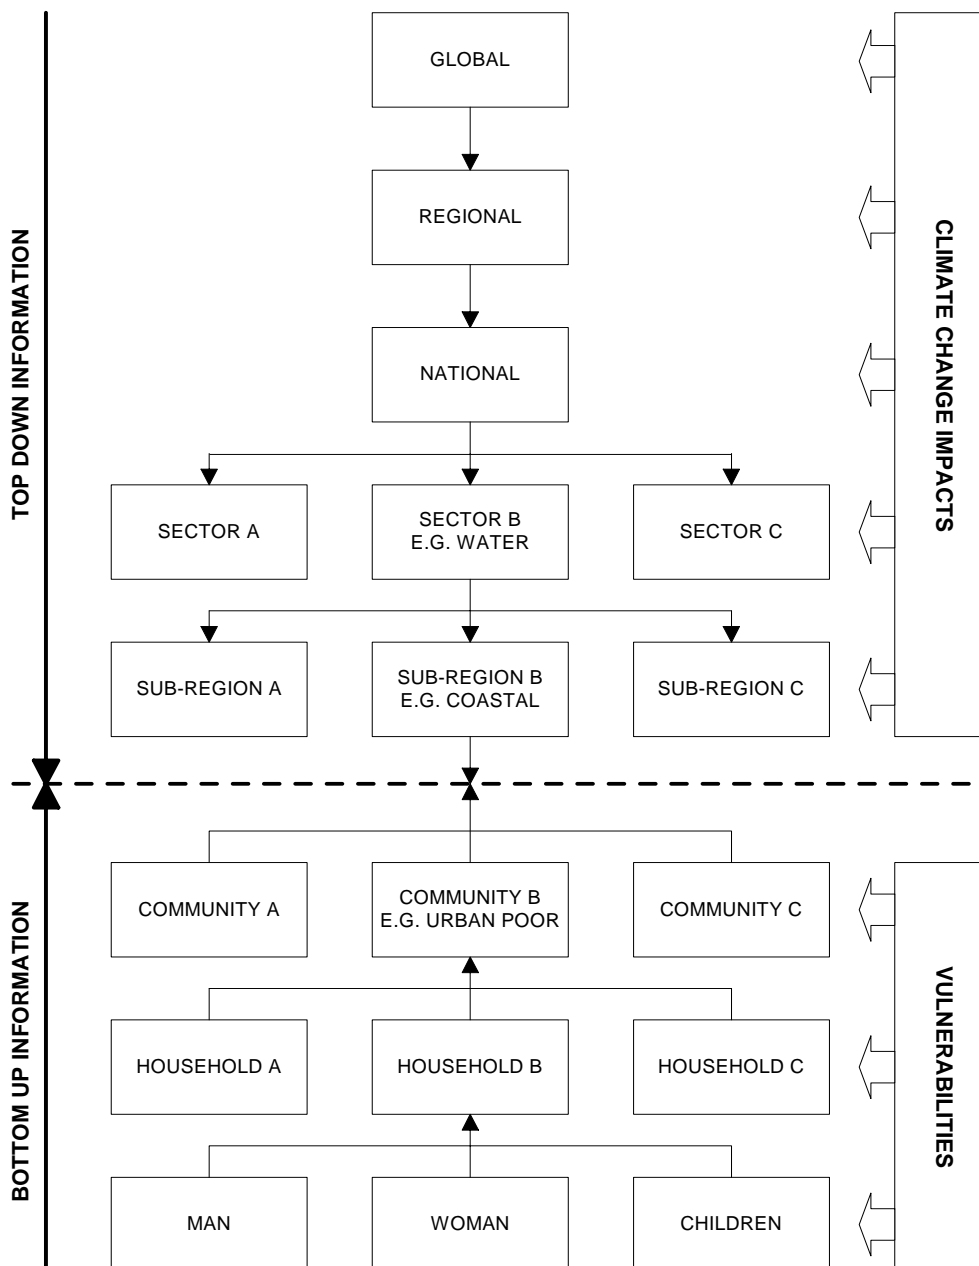 GLOBAL
REGIONAL
NATIONAL
TOP DOWN INFORMATION
CLIMATE CHANGE IMPACTS
SECTOR A
SECTOR B
E.G. WATER
SECTOR C
SUB-REGION A
SUB-REGION B
E.G. COASTAL
SUB-REGION C
COMMUNITY A
COMMUNITY B
E.G. URBAN POOR
COMMUNITY C
BOTTOM UP INFORMATION
VULNERABILITIES
HOUSEHOLD A
HOUSEHOLD B
HOUSEHOLD C
MAN
WOMAN
CHILDREN